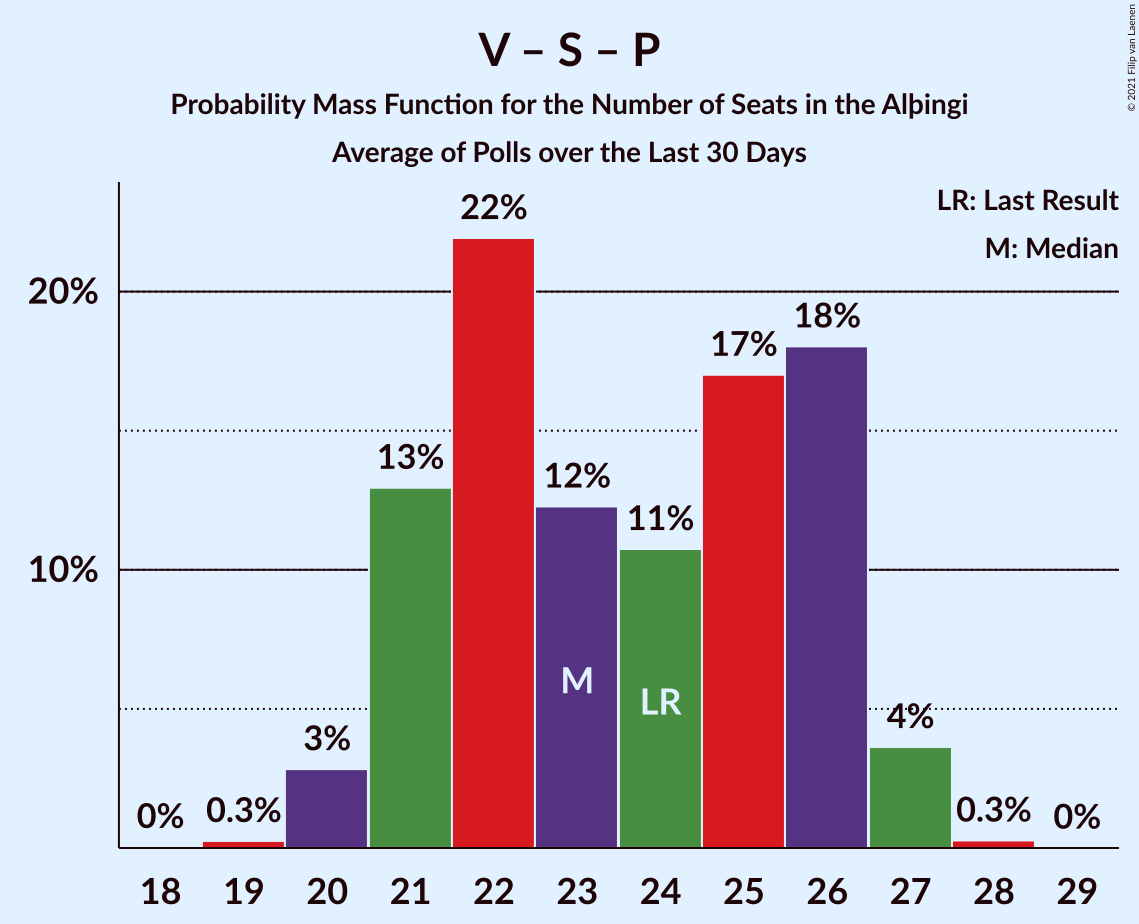 V – S – P
Probability Mass Function for the Number of Seats in the Alþingi
Average of Polls over the Last 30 Days
© 2021 Filip van Laenen
LR: Last Result
M: Median
22%
20%
18%
17%
13%
12%
11%
10%
M
LR
3%
4%
0%
0.3%
0.3%
0%
18 19 20 21 22 23 24 25 26 27 28 29